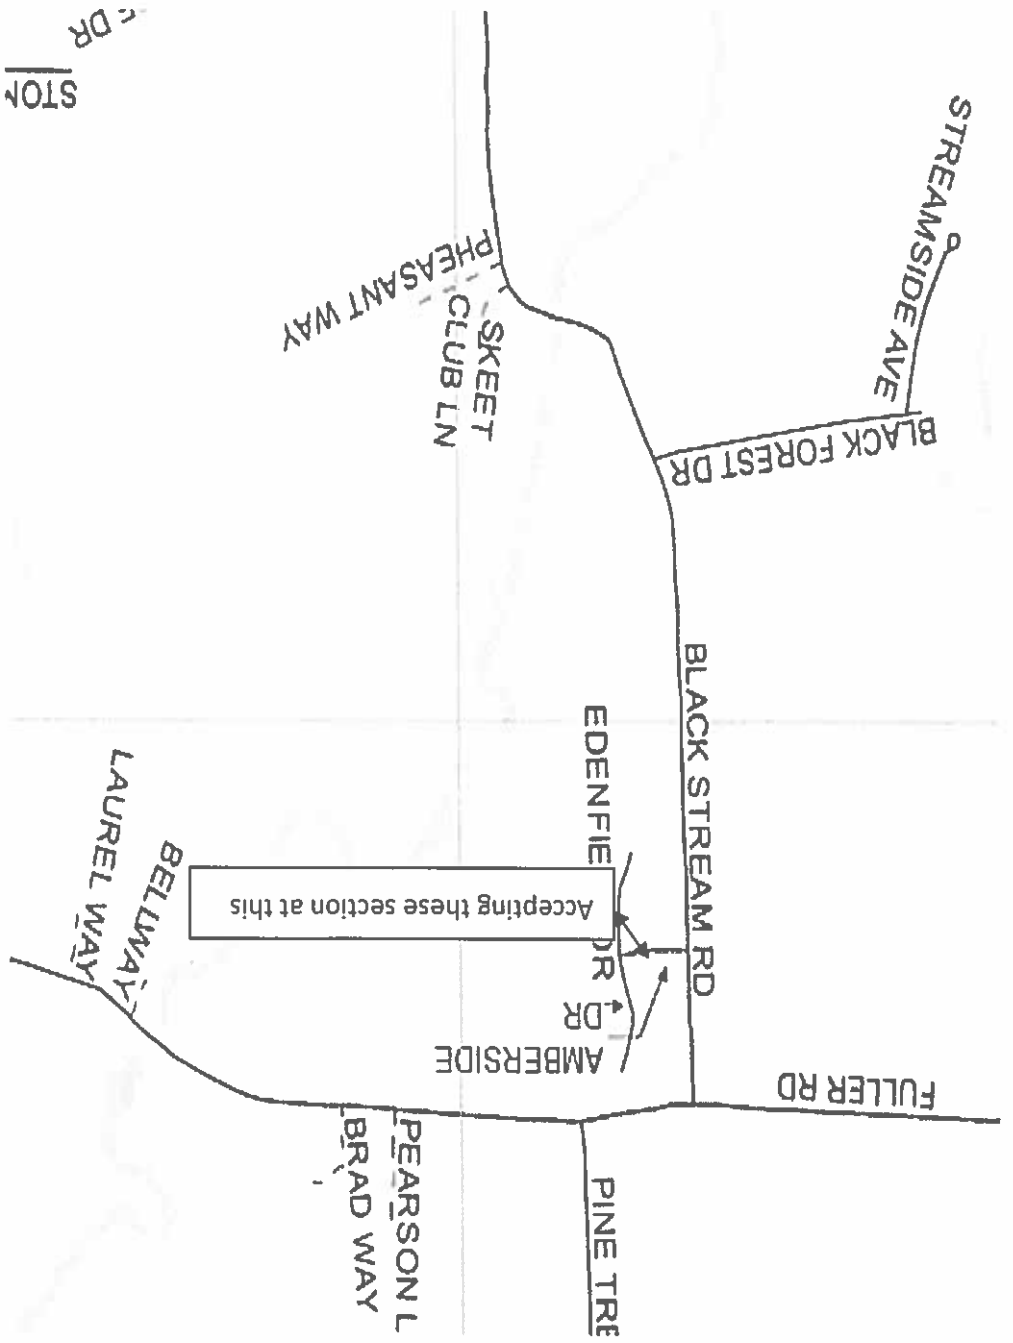 DR
STON
STREAMSIDE AVE
PHEASANT WAY
SKEET
CLUB LN
BLACK FOREST DR
BLACK STREAM RD
EDENFIE
DR
LAUREL WAY
BELLWAY
Accepting these section at this
DR
AMBERSIDE
FULLER RD
PEARSON L
BRAD WAY
PINE TRE